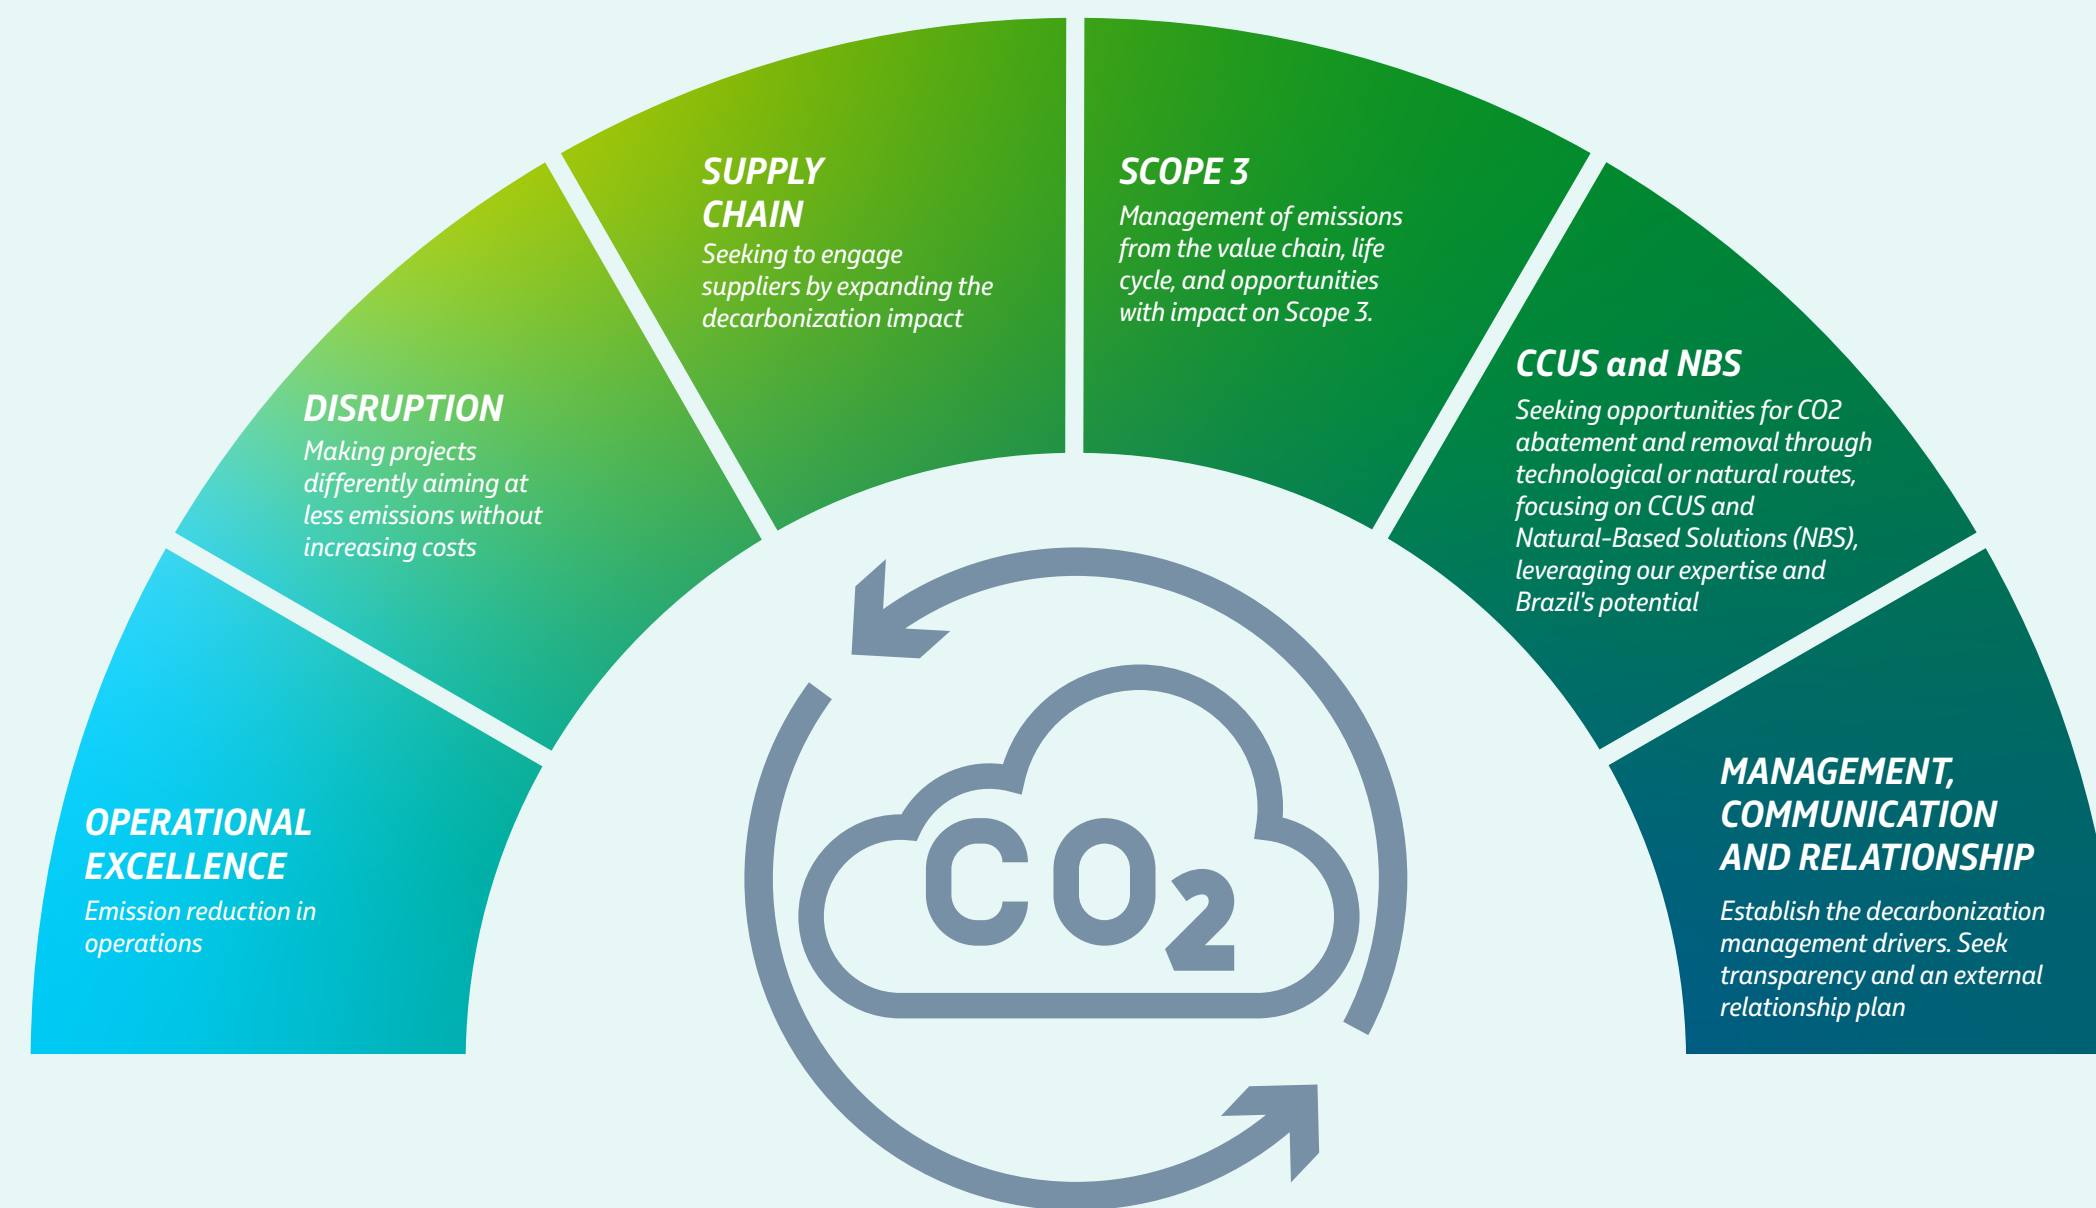 OPERATIONAL
EXCELLENCE
Emission reduction in
operations
DISRUPTION
Making projects
differently aiming at
less emissions without
increasing costs
SUPPLY
CHAIN
Seeking to engage
suppliers by expanding the
decarbonization impact
SCOPE 3
Management of emissions
from the value chain, life
cycle, and opportunities
with impact on Scope 3.
CCUS and NBS
Seeking opportunities for CO2
abatement and removal through
technological or natural routes,
focusing on CCUS and
Natural-Based Solutions (NBS),
leveraging our expertise and
Brazil's potential
MANAGEMENT,
COMMUNICATION
AND RELATIONSHIP
Establish the decarbonization
management drivers. Seek
transparency and an external
relationship plan
CO2